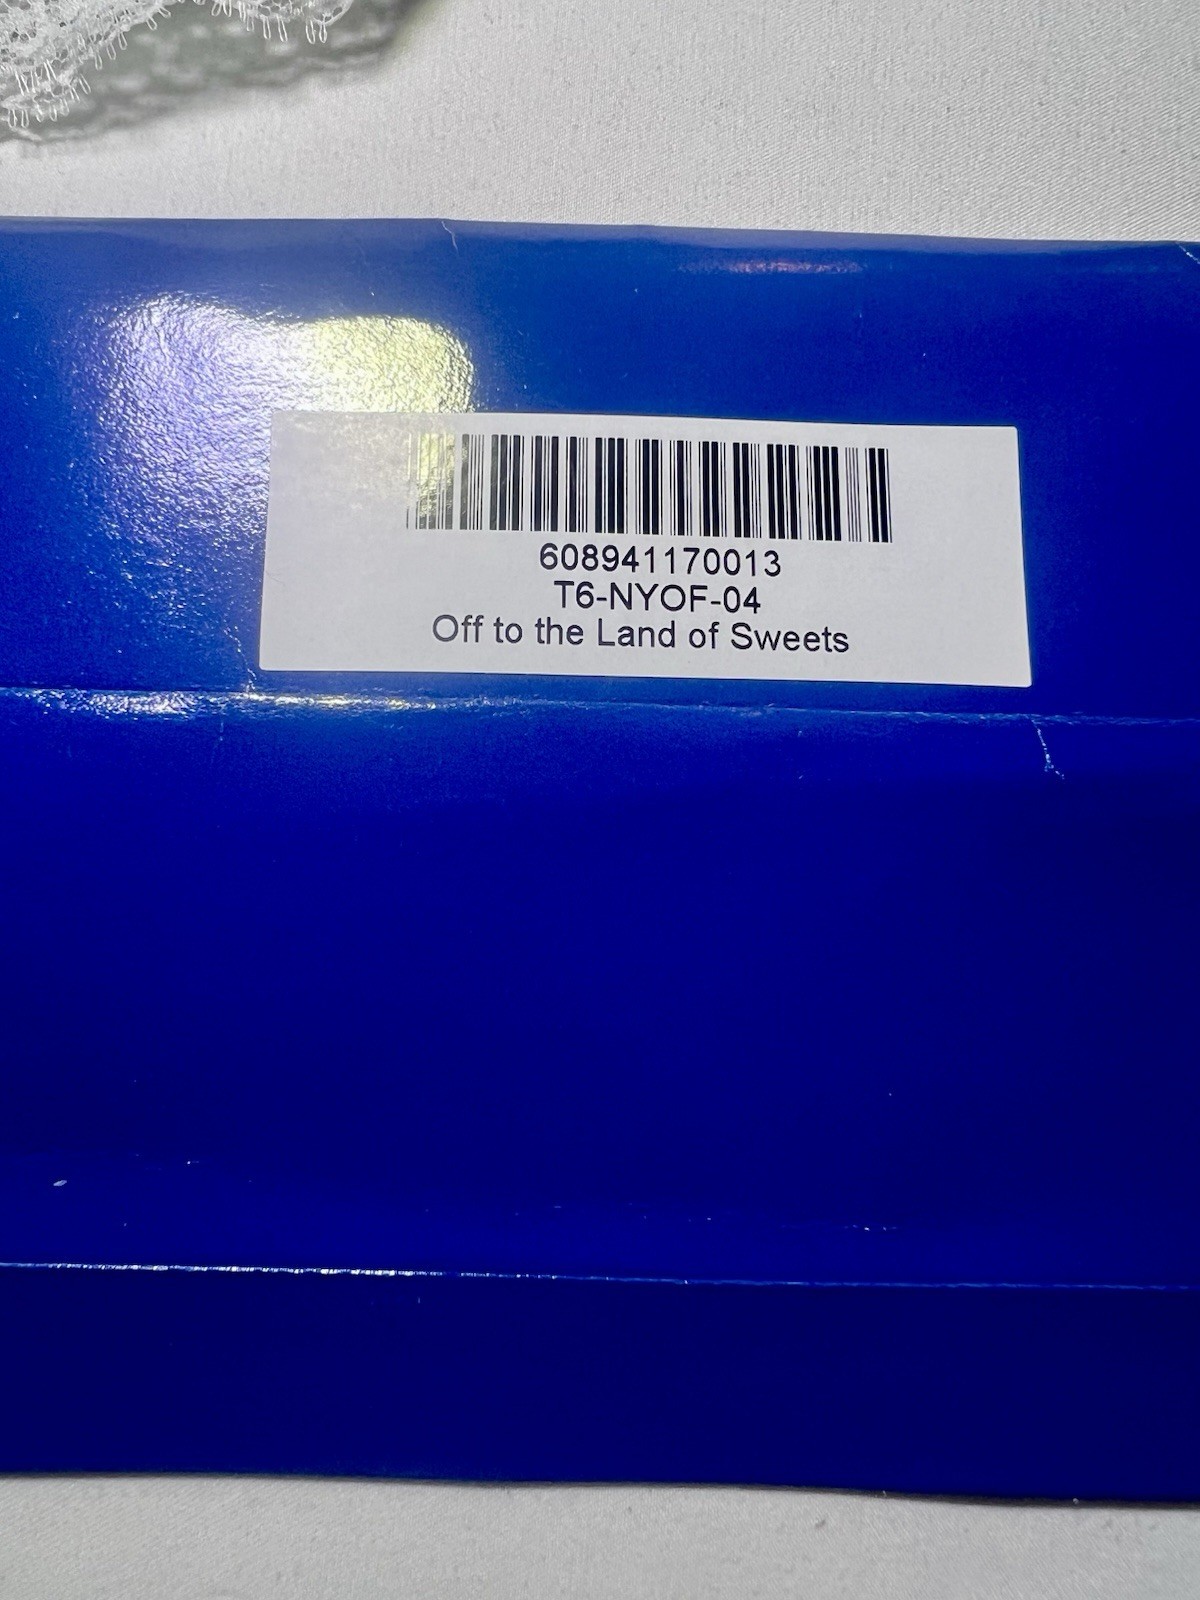 608941170013
T6-NYOF-04
Off to the Land of Sweets